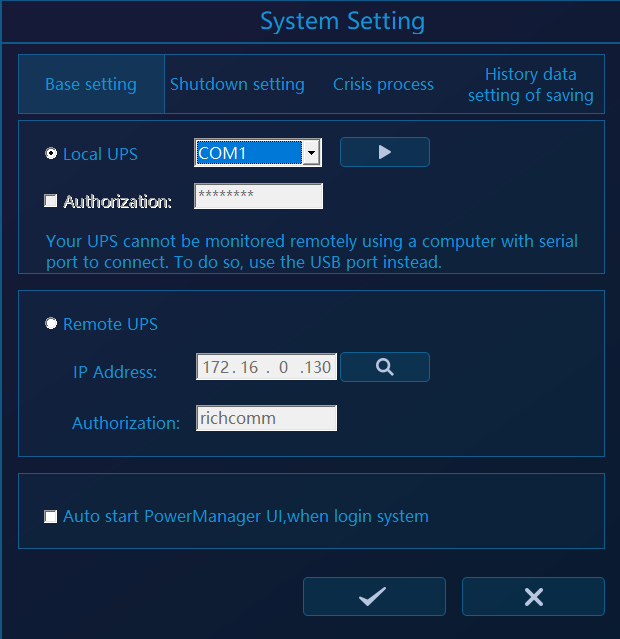 System Setting
Base setting
Shutdown setting
Crisis process
History data
setting of saving
Local UPS
COM1
Authorization:
********
Your UPS cannot be monitored remotely using a computer with serial
port to connect. To do so, use the USB port instead.
Remote UPS
IP Address:
172 . 16 . 0 .130
Authorization:
richcomm
Auto start PowerManager UI,when login system